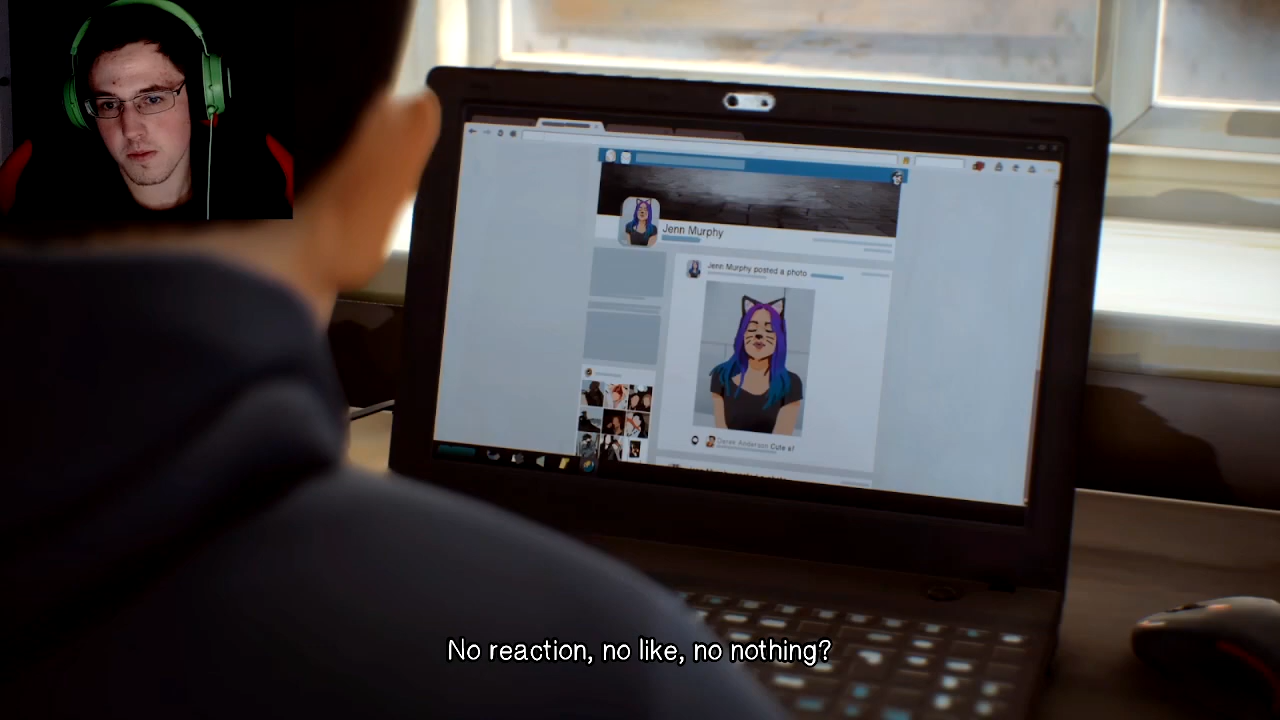 Jenn Murphy
Jenn Murphy posted a photo
Derek Anderson Cute af
No reaction, no like, no nothing?